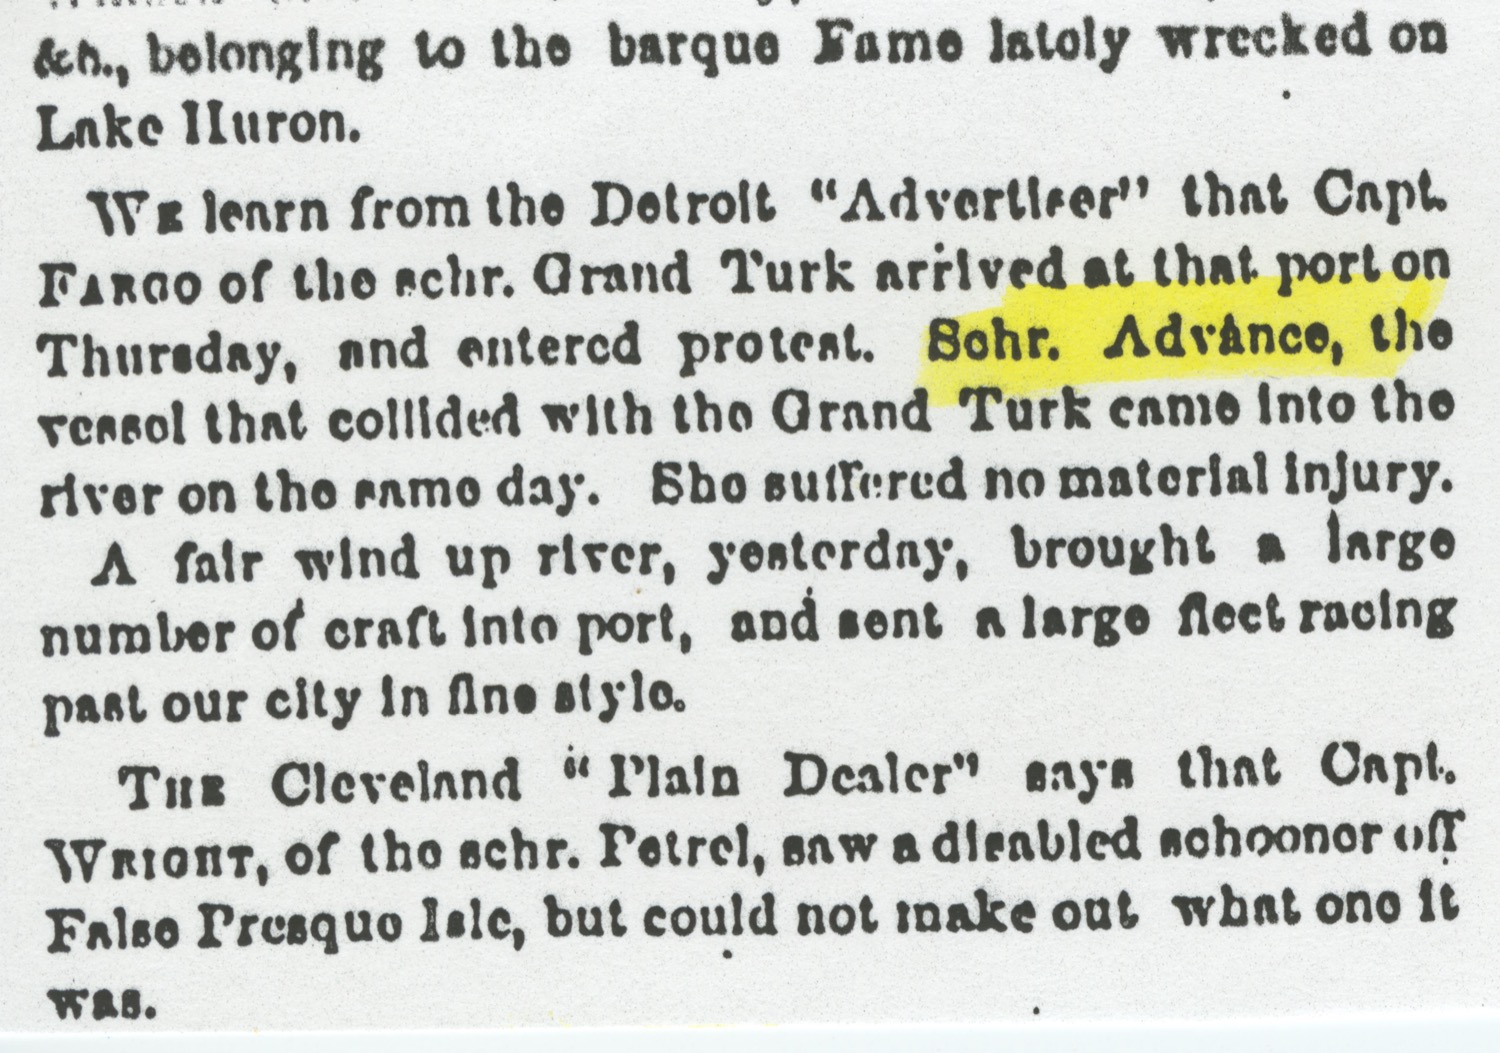 &c., belonging to the barque Fame lately wrecked on
Lake Huron.
WE learn from the Detroit "Advertiser" that Capt.
FARGO of the schr. Grand Turk arrived at that port on
Thursday, and entered protest. Schr. Advance, the
vessel that collided with the Grand Turk came into the
river on the same day. She suffered no material injury.
A fair wind up river, yesterday, brought a large
number of craft into port, and sent a large fleet racing
past our city in fine style.
THE Cleveland "Plain Dealer" says that Capt.
WRIGHT, of the schr. Petrel, saw a disabled schooner off
False Presque Isle, but could not make out what one it
was.